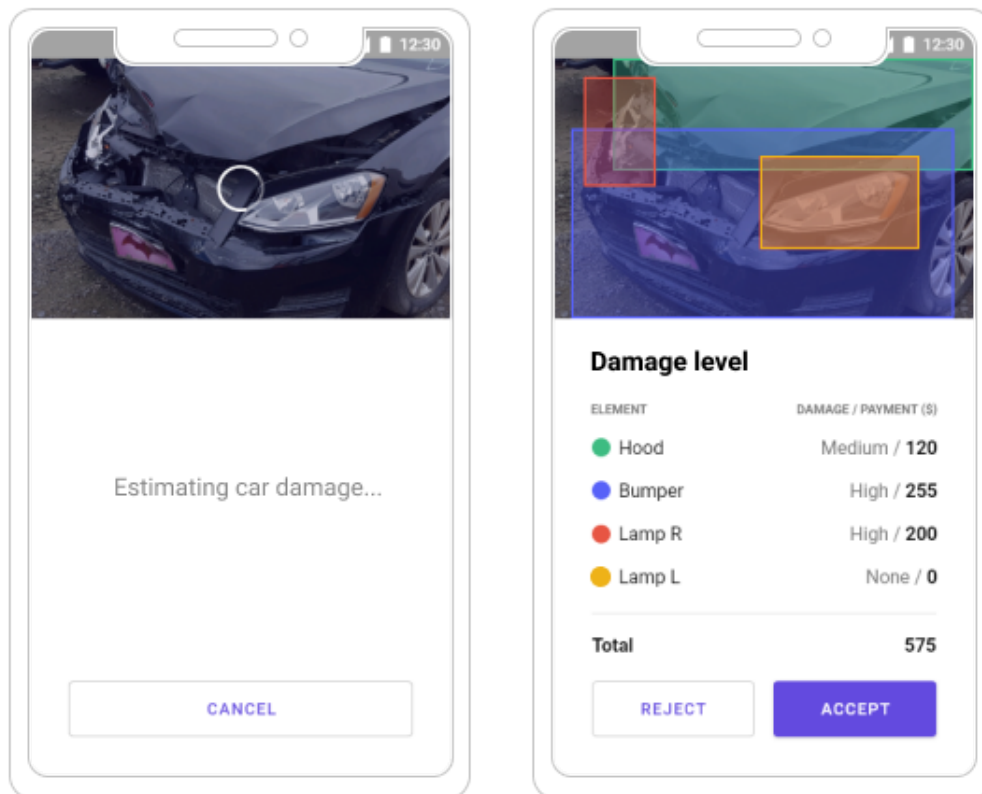 12:30
Estimating car damage...
CANCEL
12:30
Damage level
ELEMENT DAMAGE / PAYMENT ($)
Hood Medium / 120
Bumper High / 255
Lamp R High / 200
Lamp L None / 0
Total 575
REJECT ACCEPT